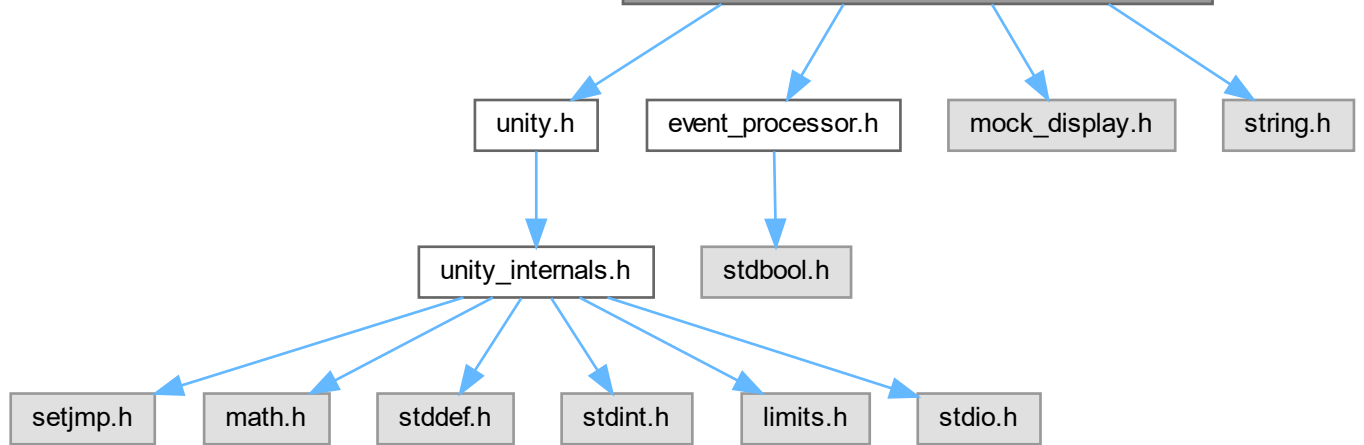 unity.h
event_processor.h
mock_display.h
string.h
unity_internals.h
stdbool.h
setjmp.h
math.h
stddef.h
stdint.h
limits.h
stdio.h